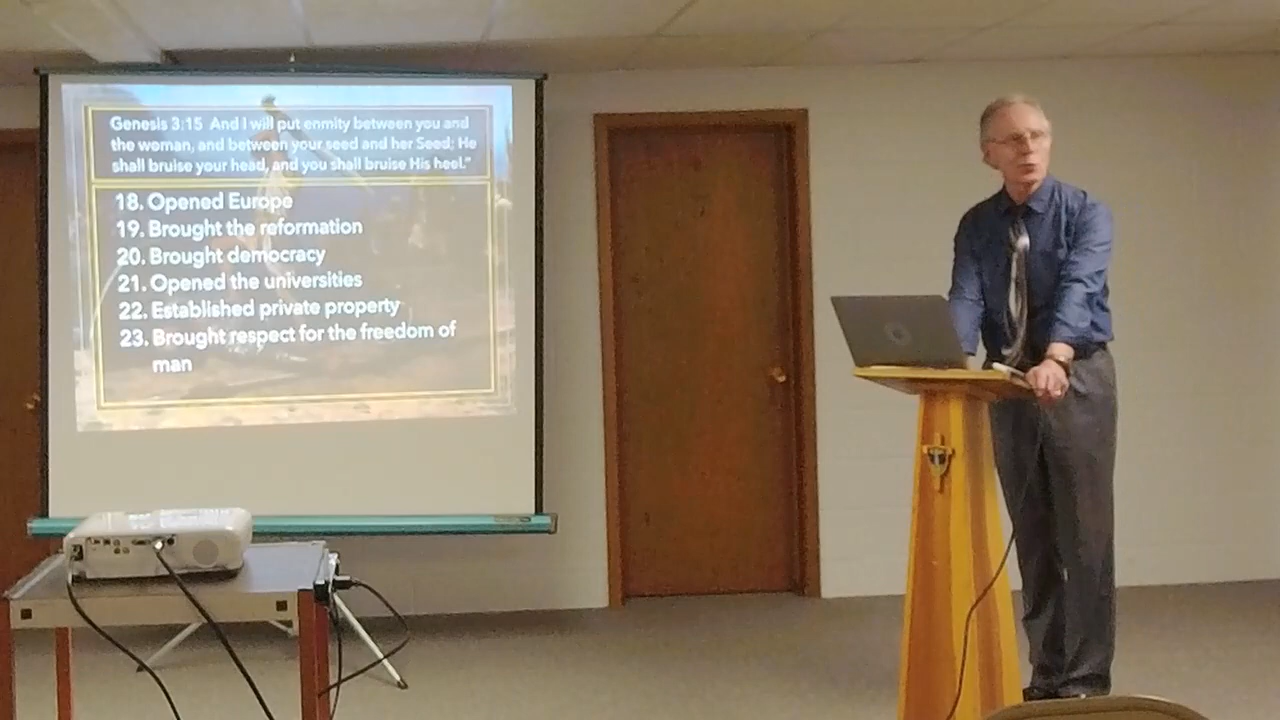 Genesis 3:15 And I will put enmity between you and
the woman, and between your seed and her Seed; He
shall bruise your head, and you shall bruise His heel."
18. Opened Europe
19. Brought the reformation
20. Brought democracy
21. Opened the universities
22. Established private property
23. Brought respect for the freedom of
man